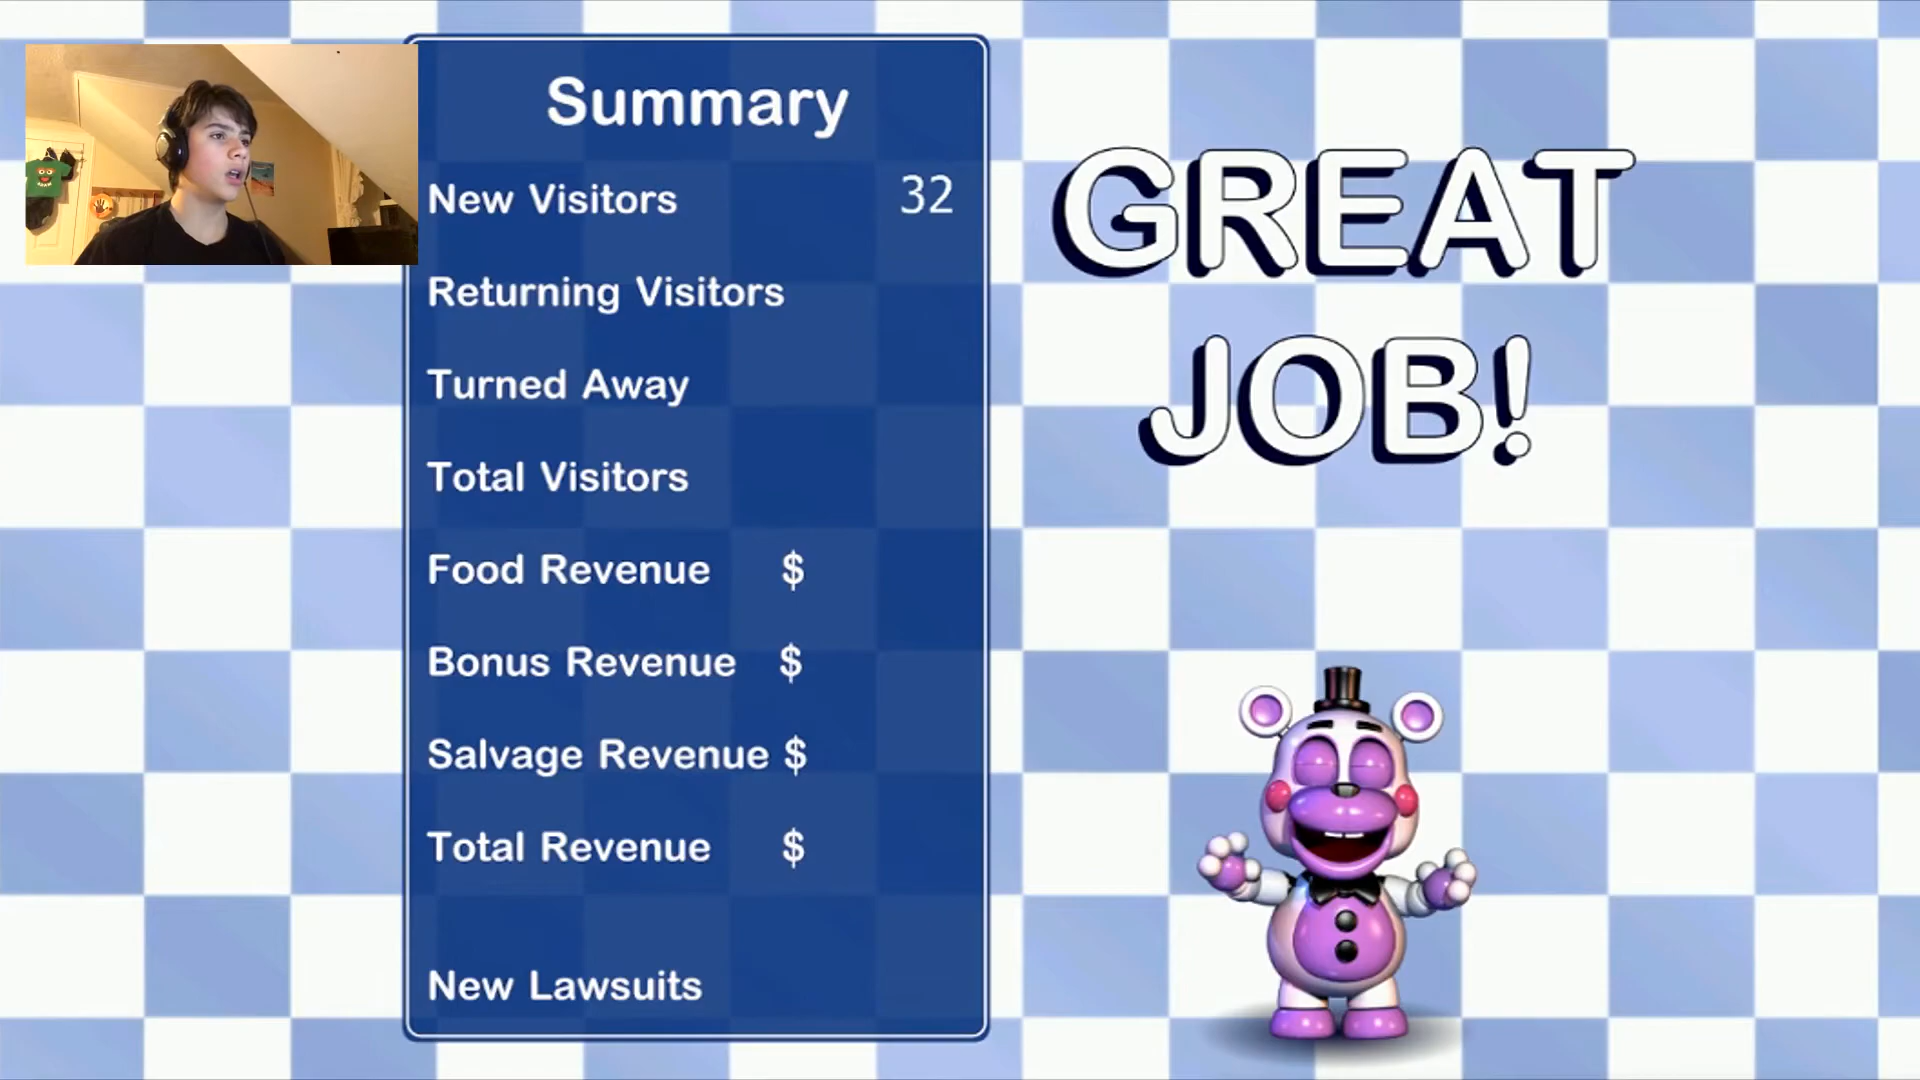 Summary
New Visitors 32
Returning Visitors
Turned Away
Total Visitors
Food Revenue $
Bonus Revenue $
Salvage Revenue $
Total Revenue $
New Lawsuits
GREAT
JOB!